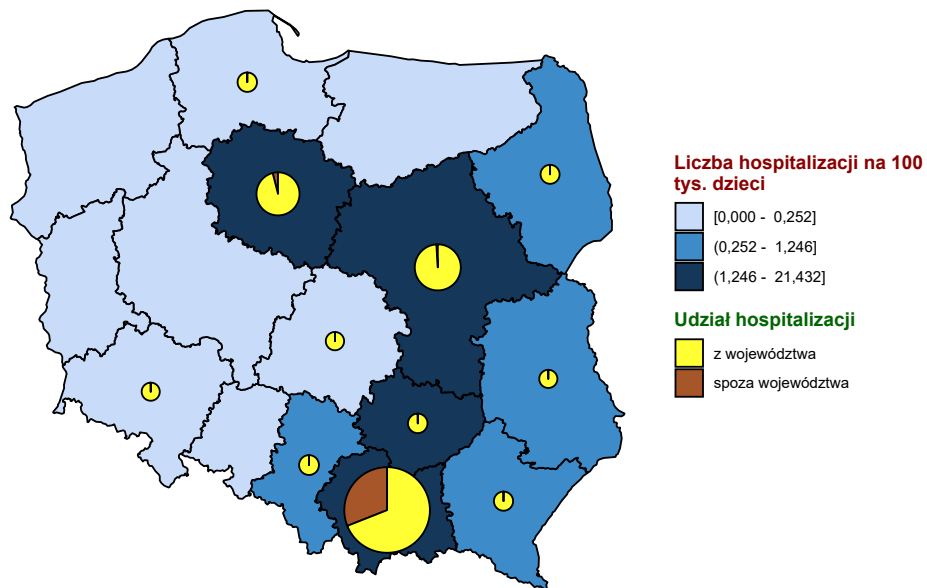 Liczba hospitalizacji na 100
tys. dzieci
[0,000 - 0,252]
(0,252 - 1,246]
(1,246 - 21,432]
Udział hospitalizacji
z województwa
spoza województwa